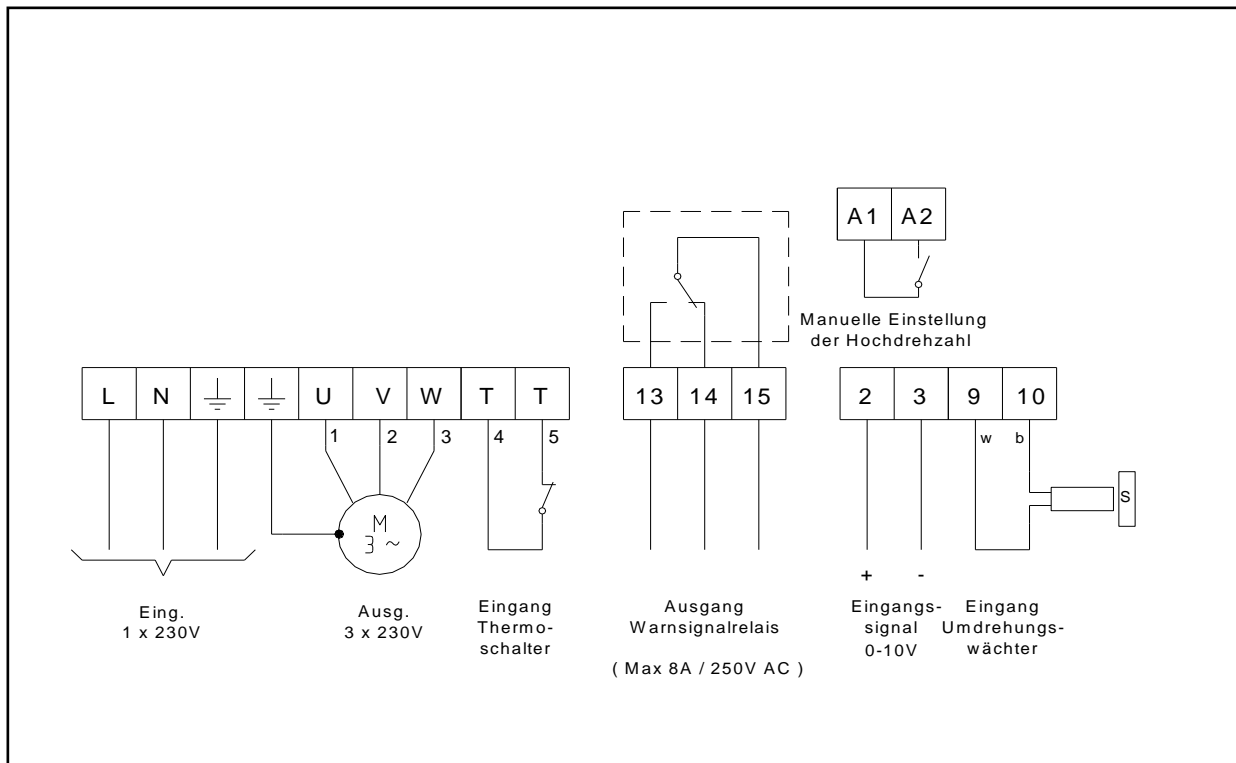 A1 A2
Manuelle Einstellung
der Hochdrehzahl
L N U V W T T
13 14 15
2 3 9 10
1 2 3 4 5
w b
S
M
3 ~
+ -
Eing.
1 x 230V
Ausg.
3 x 230V
Eingang
Thermo-
schalter
Ausgang
Warnsignalrelais
( Max 8A / 250V AC )
Eingangs-
signal
0-10V
Eingang
Umdrehungs-
wächter